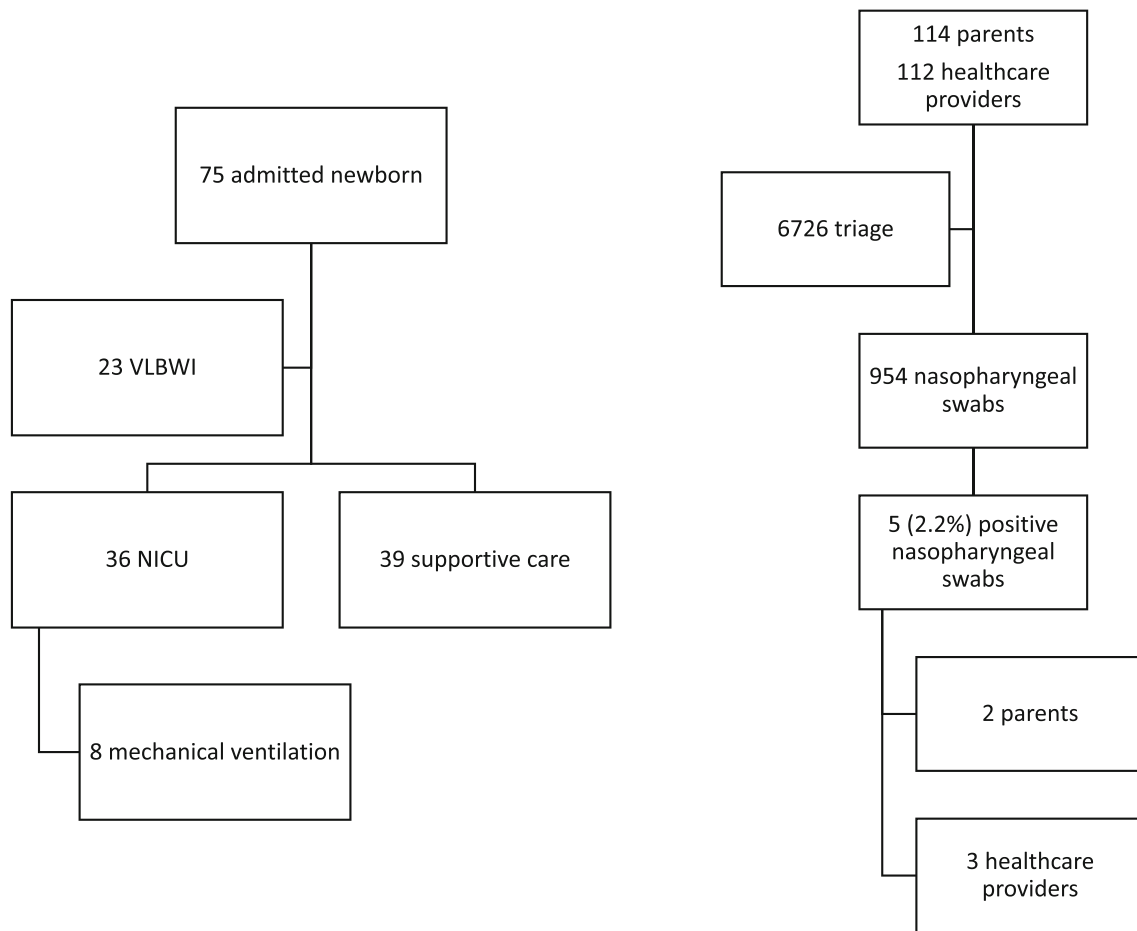 75 admitted newborn
23 VLBWI
36 NICU
39 supportive care
8 mechanical ventilation
114 parents
112 healthcare
providers
6726 triage
954 nasopharyngeal
swabs
5 (2.2%) positive
nasopharyngeal
swabs
2 parents
3 healthcare
providers